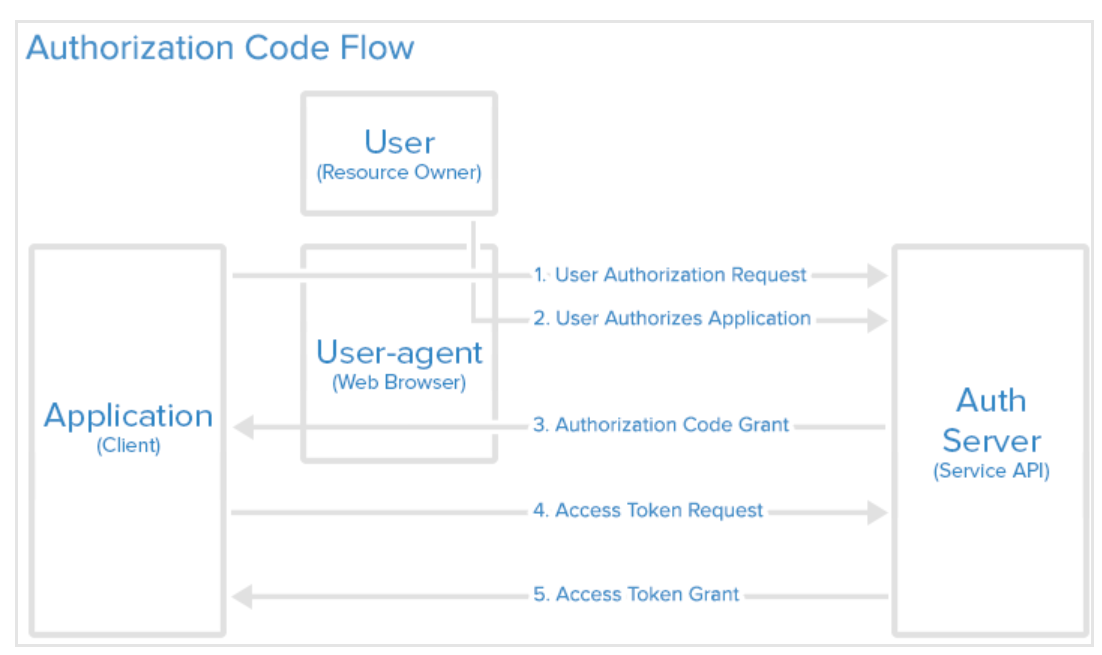 Authorization Code Flow
User
(Resource Owner)
1. User Authorization Request
2. User Authorizes Application
User-agent
(Web Browser)
Application
(Client)
3. Authorization Code Grant
Auth
Server
(Service API)
4. Access Token Request
5. Access Token Grant